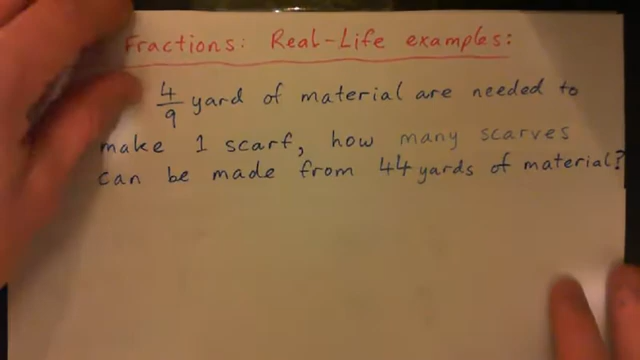 Fractions: Real-Life examples:
4/9 yard of material are needed to
make 1 scarf, how many scarves
can be made from 44 yards of material?